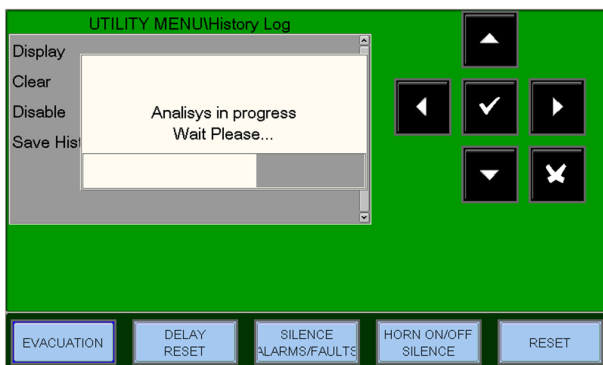 UTILITY MENU\History Log
Display
Clear
Disable
Save Hist
Analisys in progress
Wait Please...
EVACUATION
DELAY
RESET
SILENCE
ALARMS/FAULTS
HORN ON/OFF
SILENCE
RESET